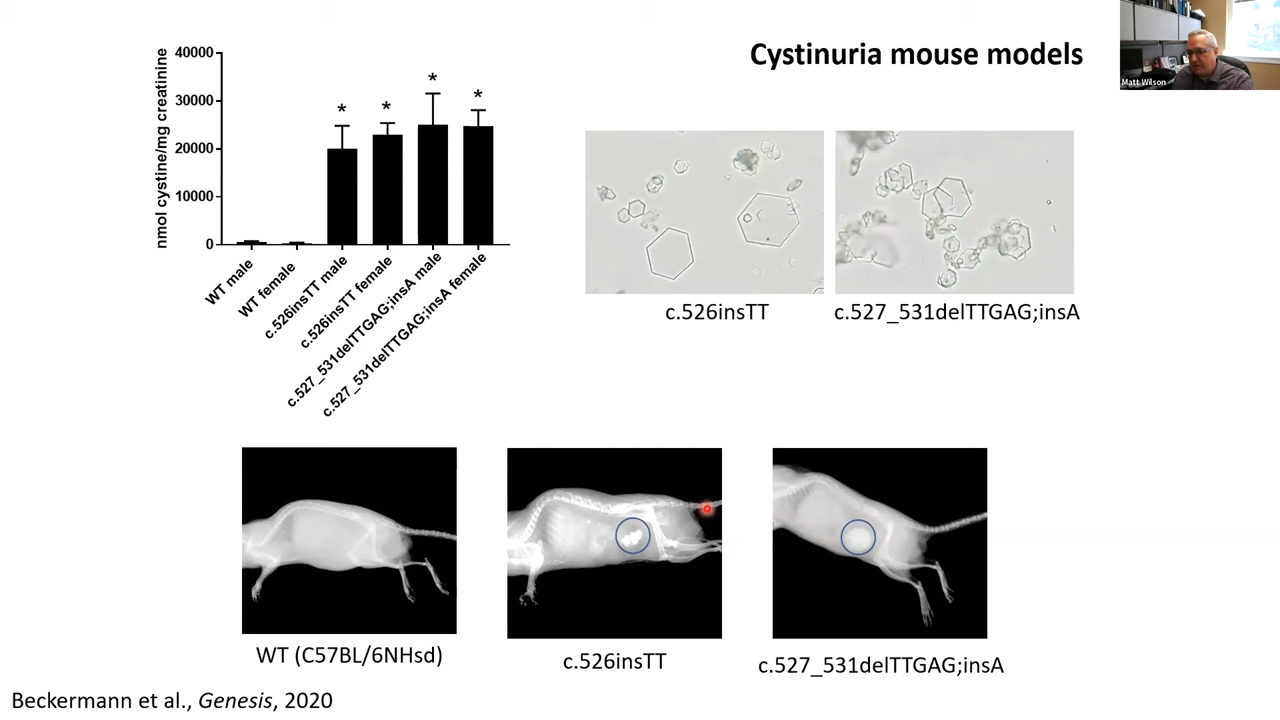 Cystinuria mouse models
Matt Wilson
nmol cystine/mg creatinine
40000
30000
20000
10000
0
* * * *
WT male
WT female
c.526insTT male
c.526insTT female
c.527_531delTTGAG;insA male
c.527_531delTTGAG;insA female
c.526insTT
c.527_531delTTGAG;insA
WT (C57BL/6NHsd)
c.526insTT
c.527_531delTTGAG;insA
Beckermann et al., Genesis, 2020